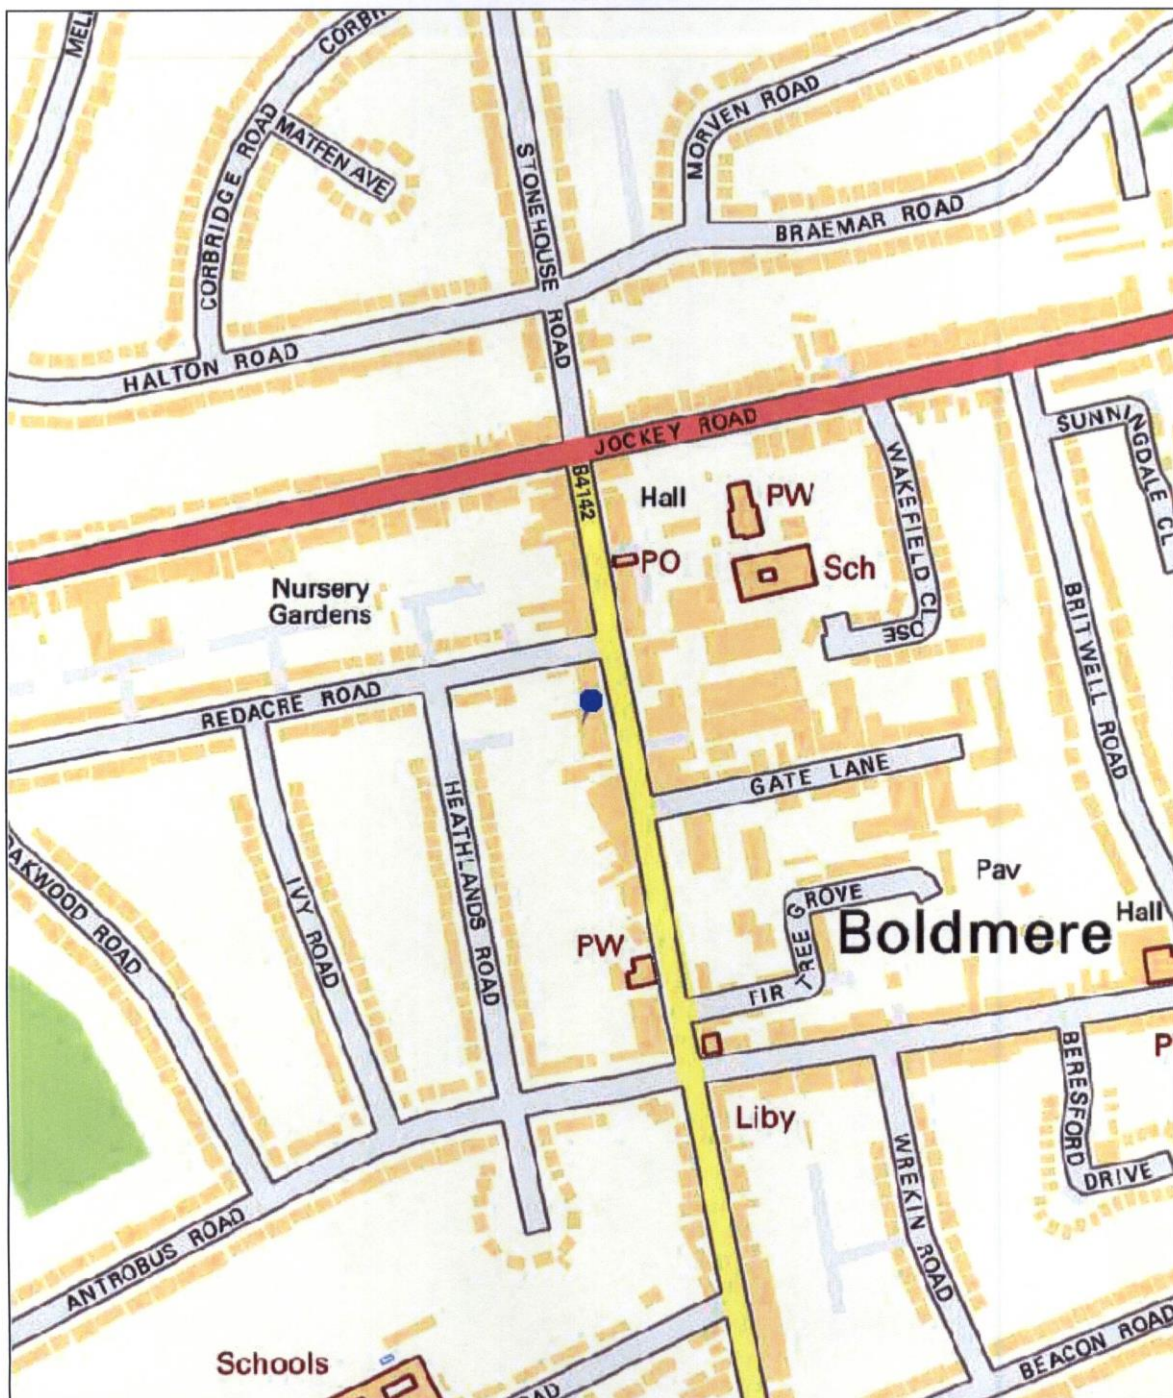 CORBRIDGE ROAD
MATFEN AVE
STONEHOUSE ROAD
MORVEN ROAD
BRAEMAR ROAD
HALTON ROAD
JOCKEY ROAD
B4142
Hall
PW
PO
Sch
WAKEFIELD CLOSE
SUNNINGDALE CL
BRITWELL ROAD
Nursery
Gardens
REDACRE ROAD
HEATHLANDS ROAD
IVY ROAD
AKWOOD ROAD
GATE LANE
Pav
Boldmere
Hall
PW
TREE GROVE
P
Liby
WREKIN ROAD
BERESFORD
DRIVE
ANTROBUS ROAD
BEACON ROAD
Schools